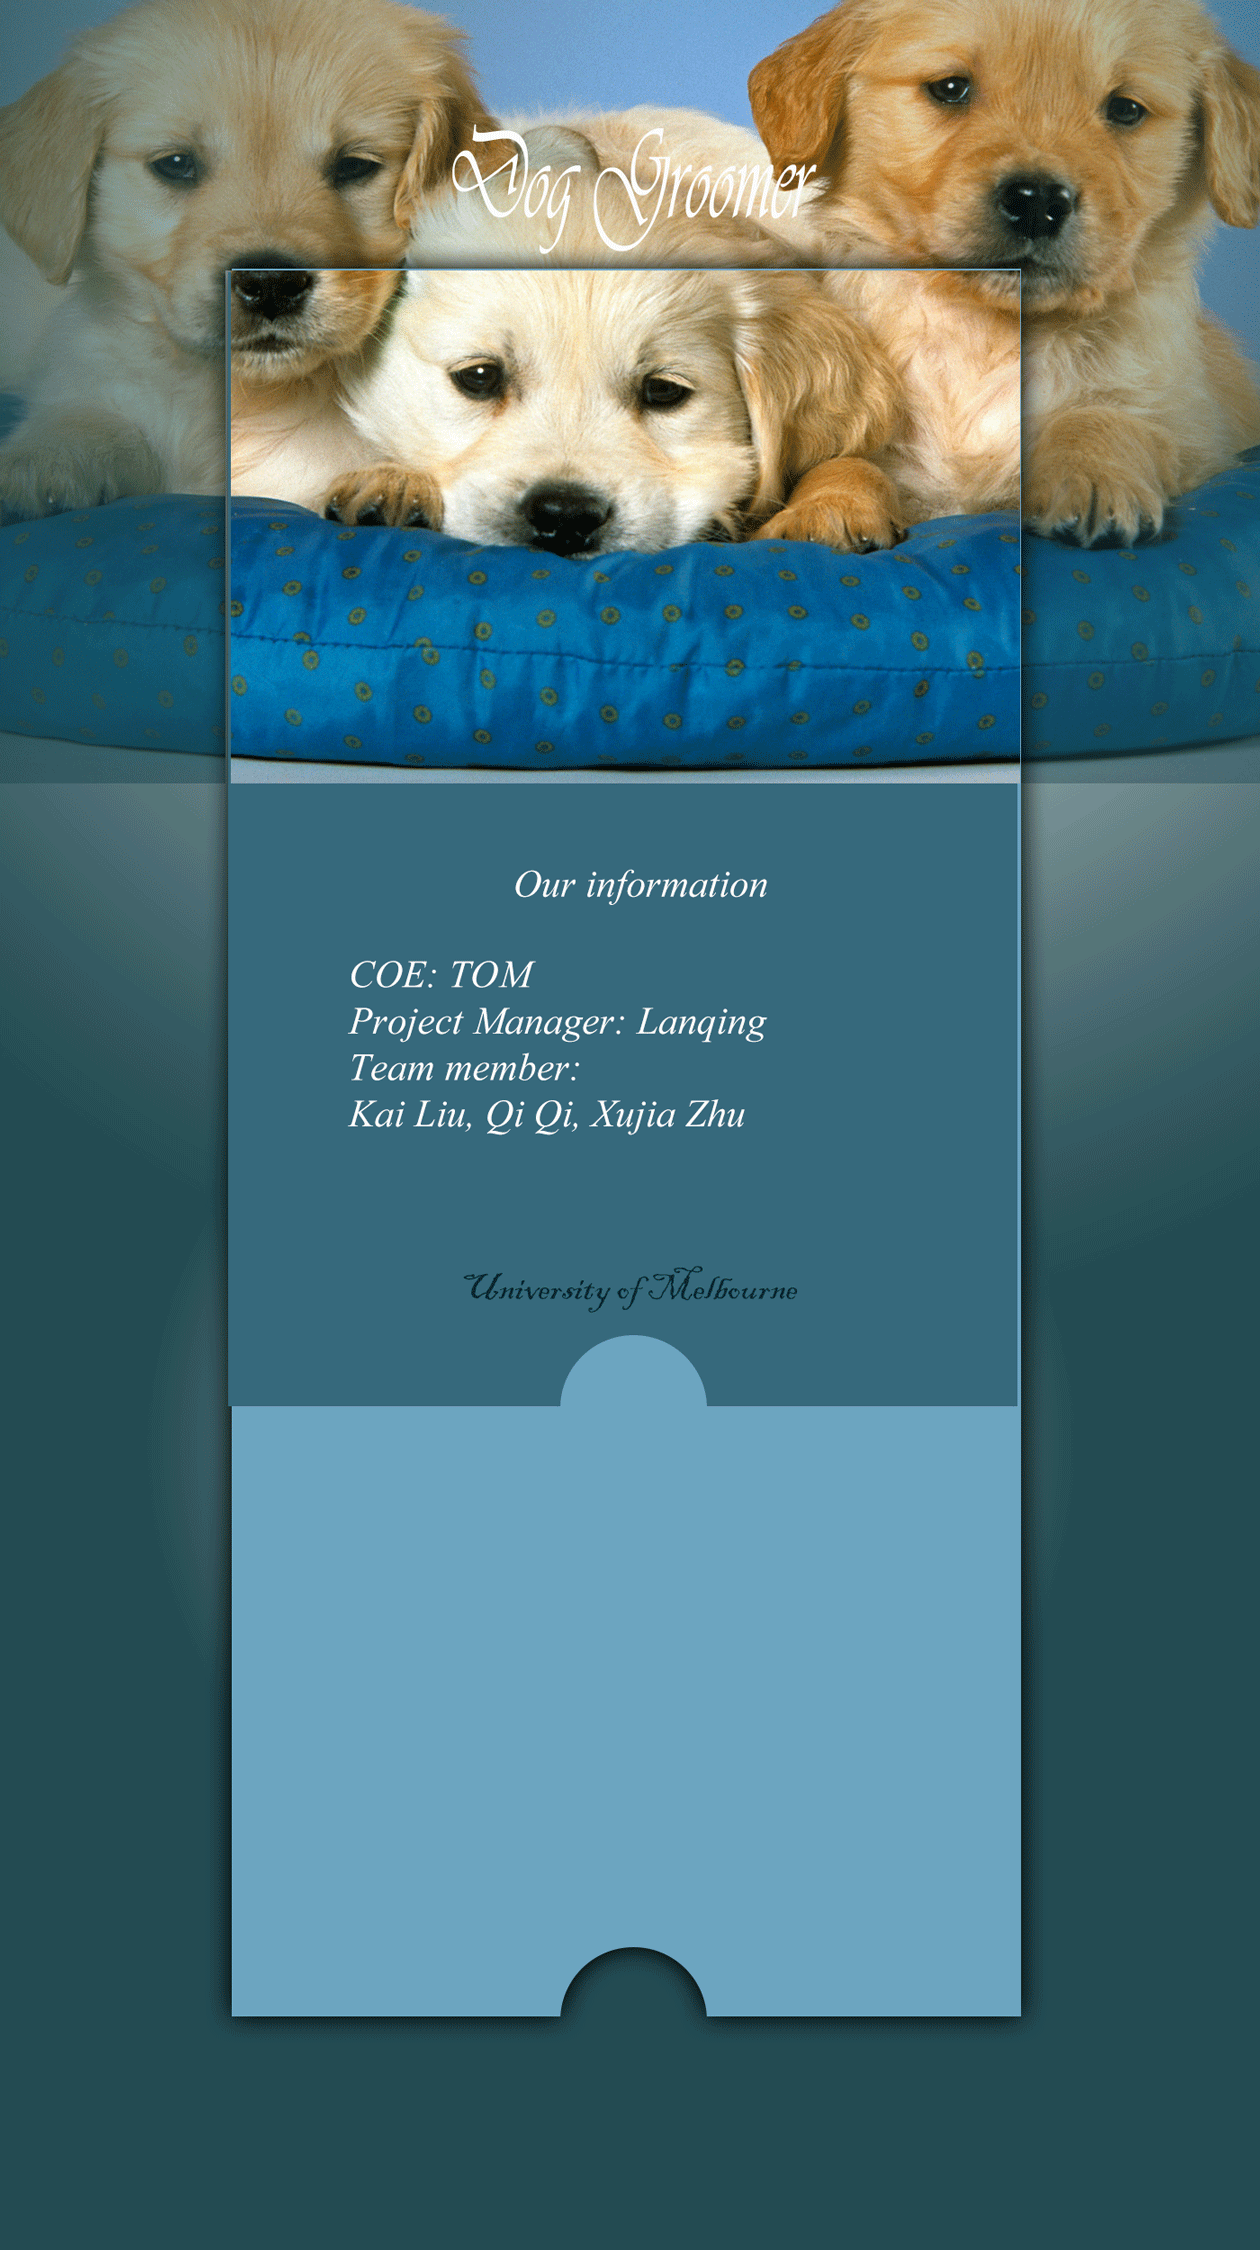 Dog Groomer
Our information
COE: TOM
Project Manager: Lanqing
Team member:
Kai Liu, Qi Qi, Xujia Zhu
University of Melbourne